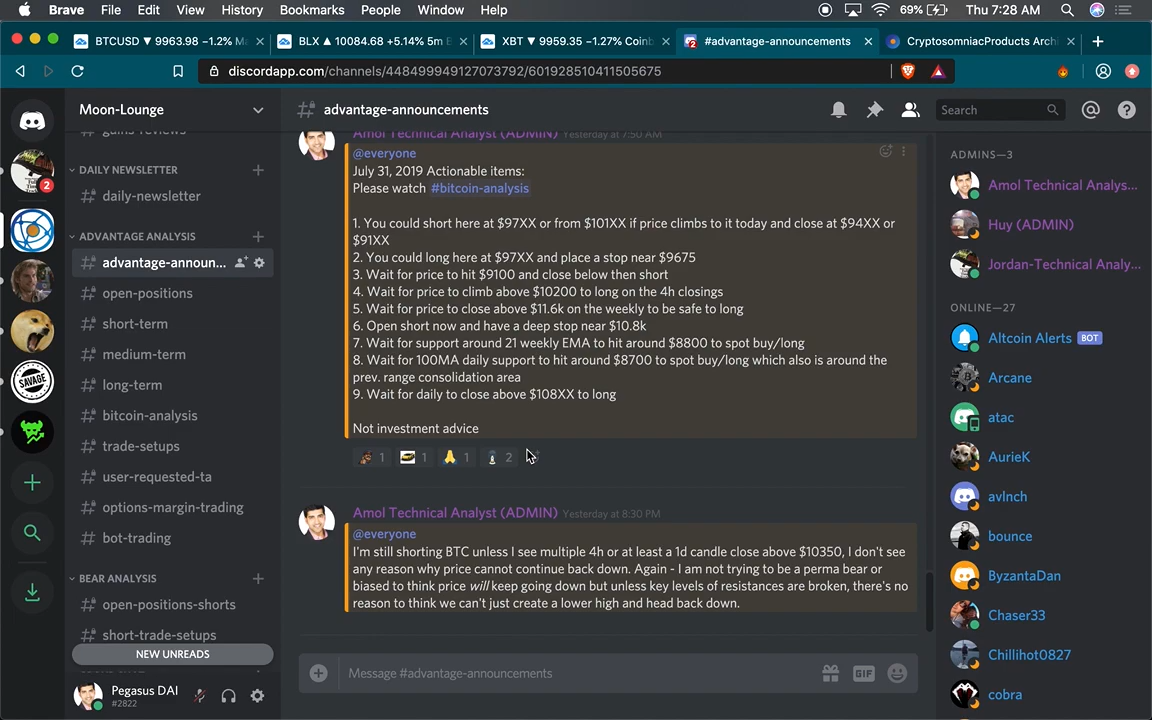 Brave File Edit View History Bookmarks People Window Help 69% Thu 7:28 AM
BTCUSD ▼ 9963.98 −1.2% M
BLX ▲ 10084.68 +5.14% 5m B
XBT ▼ 9959.35 −1.27% Coinb
#advantage-announcements
CryptosomniacProducts Archi
discordapp.com/channels/448499949127073792/601928510411505675
Moon-Lounge
advantage-announcements
Search
gains-reviews
DAILY NEWSLETTER
daily-newsletter
ADVANTAGE ANALYSIS
advantage-announ...
open-positions
short-term
medium-term
long-term
bitcoin-analysis
trade-setups
user-requested-ta
options-margin-trading
bot-trading
BEAR ANALYSIS
open-positions-shorts
short-trade-setups
NEW UNREADS
2
Pegasus DAI
#2822
Amol Technical Analyst (ADMIN) Yesterday at 7:50 AM
@everyone
July 31, 2019 Actionable items:
Please watch #bitcoin-analysis
1. You could short here at $97XX or from $101XX if price climbs to it today and close at $94XX or
$91XX
2. You could long here at $97XX and place a stop near $9675
3. Wait for price to hit $9100 and close below then short
4. Wait for price to climb above $10200 to long on the 4h closings
5. Wait for price to close above $11.6k on the weekly to be safe to long
6. Open short now and have a deep stop near $10.8k
7. Wait for support around 21 weekly EMA to hit around $8800 to spot buy/long
8. Wait for 100MA daily support to hit around $8700 to spot buy/long which also is around the
prev. range consolidation area
9. Wait for daily to close above $108XX to long
Not investment advice
1 1 1 2
Amol Technical Analyst (ADMIN) Yesterday at 8:30 PM
@everyone
I'm still shorting BTC unless I see multiple 4h or at least a 1d candle close above $10350, I don't see
any reason why price cannot continue back down. Again - I am not trying to be a perma bear or
biased to think price will keep going down but unless key levels of resistances are broken, there's no
reason to think we can't just create a lower high and head back down.
Message #advantage-announcements
GIF
ADMINS—3
Amol Technical Analys...
Huy (ADMIN)
Jordan-Technical Analy...
ONLINE—27
Altcoin Alerts BOT
Arcane
atac
AurieK
avlnch
bounce
ByzantaDan
Chaser33
Chillihot0827
cobra
SAVAGE